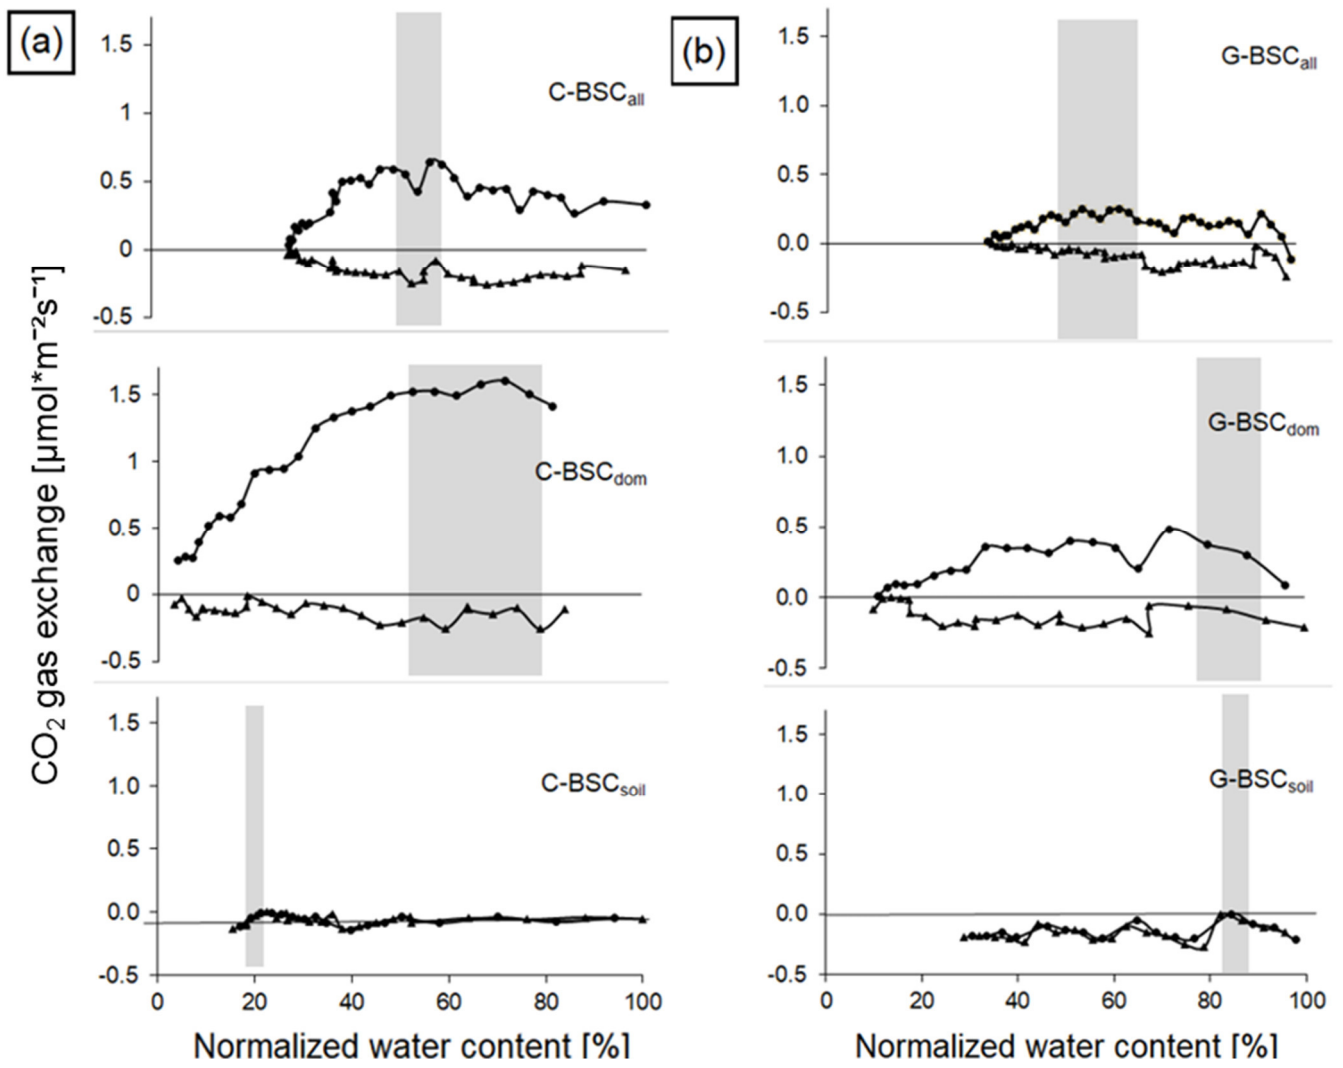 (a)
CO₂ gas exchange [µmol*m⁻²s⁻¹]
1.5
1
0.5
0
-0.5
C-BSCall
1.5
1
0.5
0
-0.5
C-BSCdom
1.5
1.0
0.5
0.0
-0.5
C-BSCsoil
0 20 40 60 80 100
Normalized water content [%]
(b)
1.5
1.0
0.5
0.0
-0.5
G-BSCall
1.5
1.0
0.5
0.0
-0.5
G-BSCdom
1.5
1.0
0.5
0.0
-0.5
G-BSCsoil
0 20 40 60 80 100
Normalized water content [%]